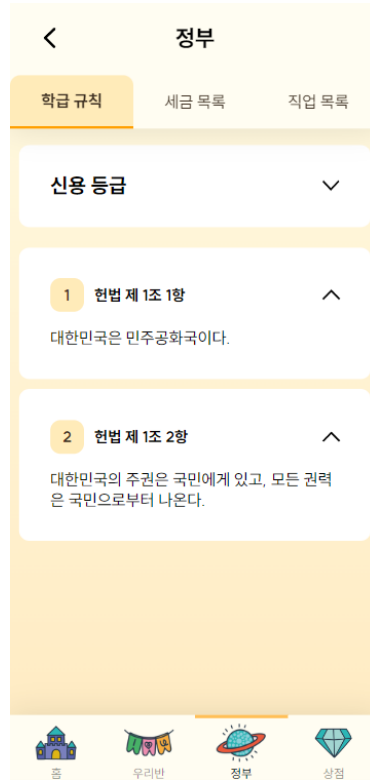 정부
학급 규칙 세금 목록 직업 목록
신용 등급
1 헌법 제 1조 1항
대한민국은 민주공화국이다.
2 헌법 제 1조 2항
대한민국의 주권은 국민에게 있고, 모든 권력
은 국민으로부터 나온다.
홈 우리반 정부 상점